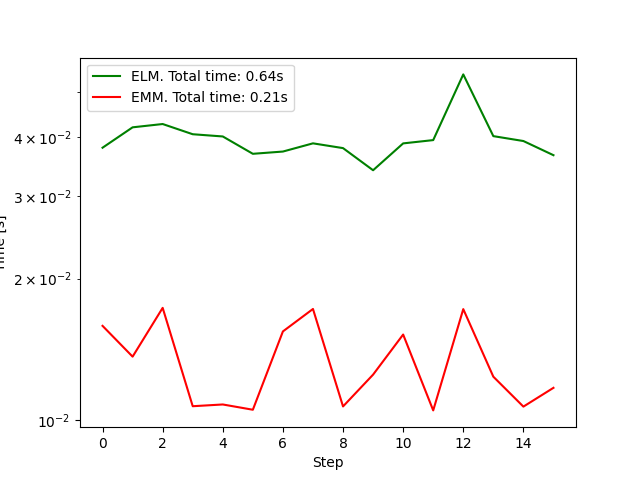 ELM. Total time: 0.64s
EMM. Total time: 0.21s
4 × 10⁻²
3 × 10⁻²
2 × 10⁻²
10⁻²
0 2 4 6 8 10 12 14
Step